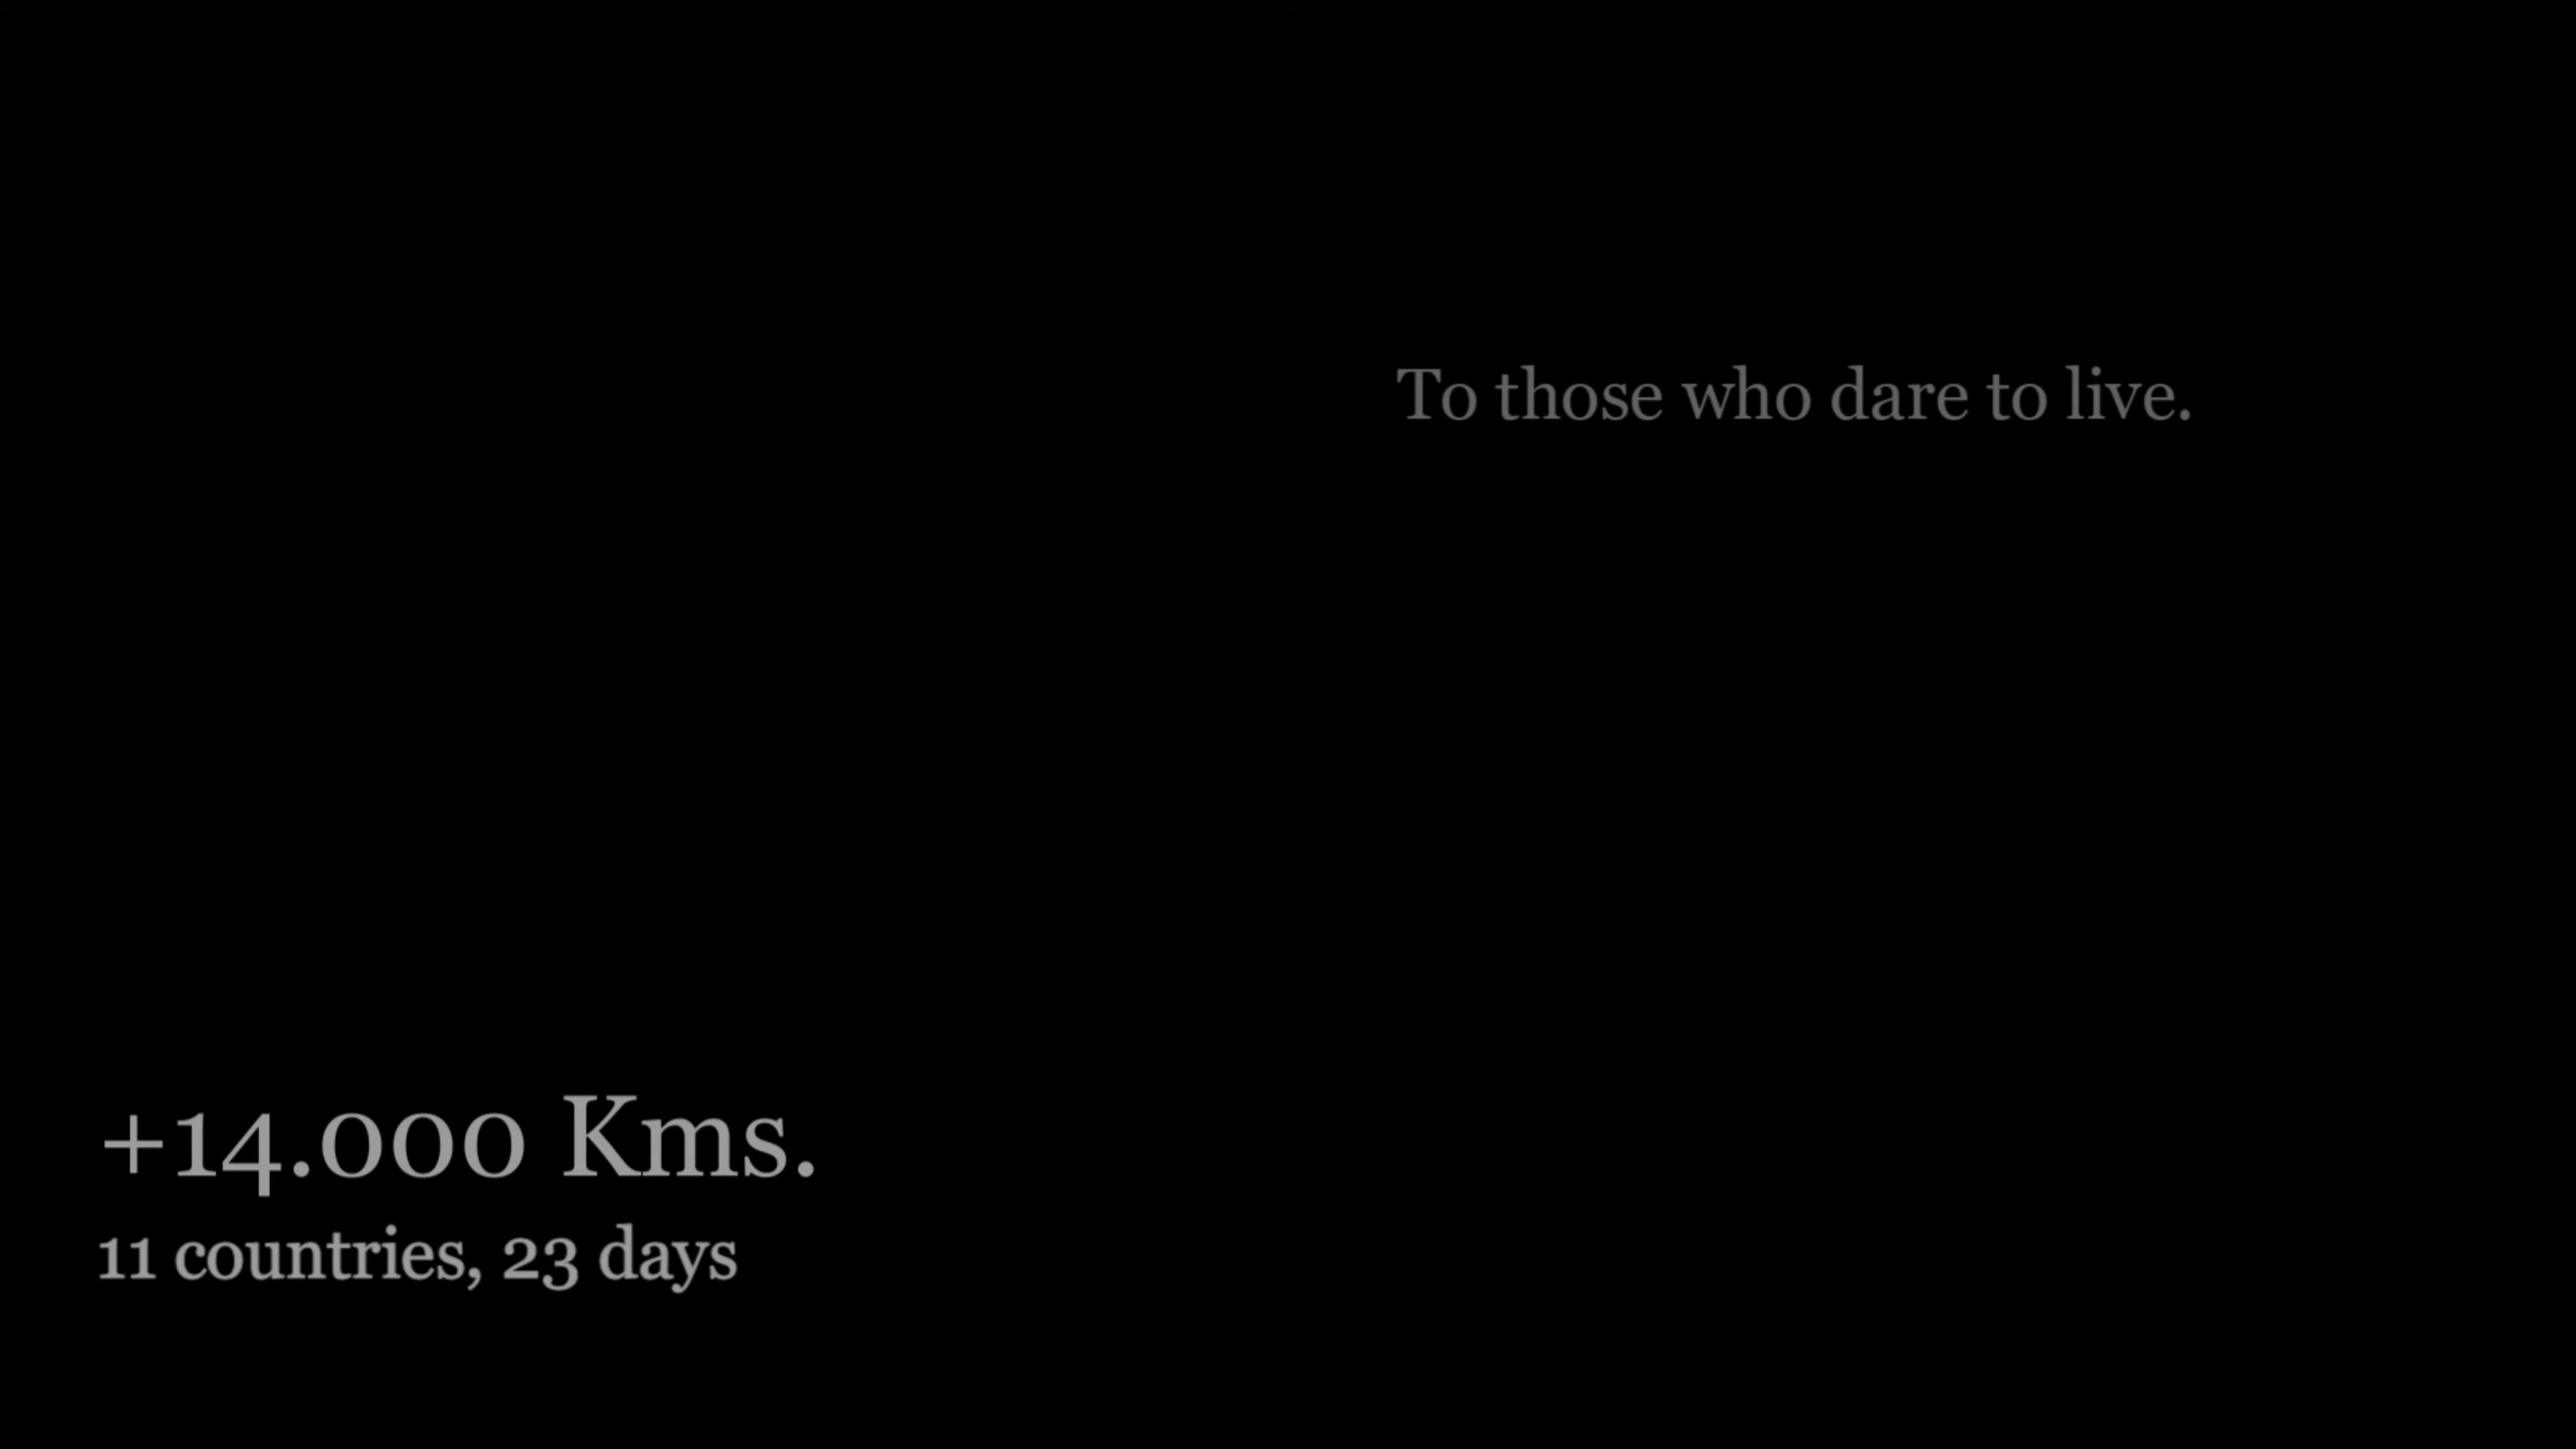 To those who dare to live.
+14.000 Kms.
11 countries, 23 days